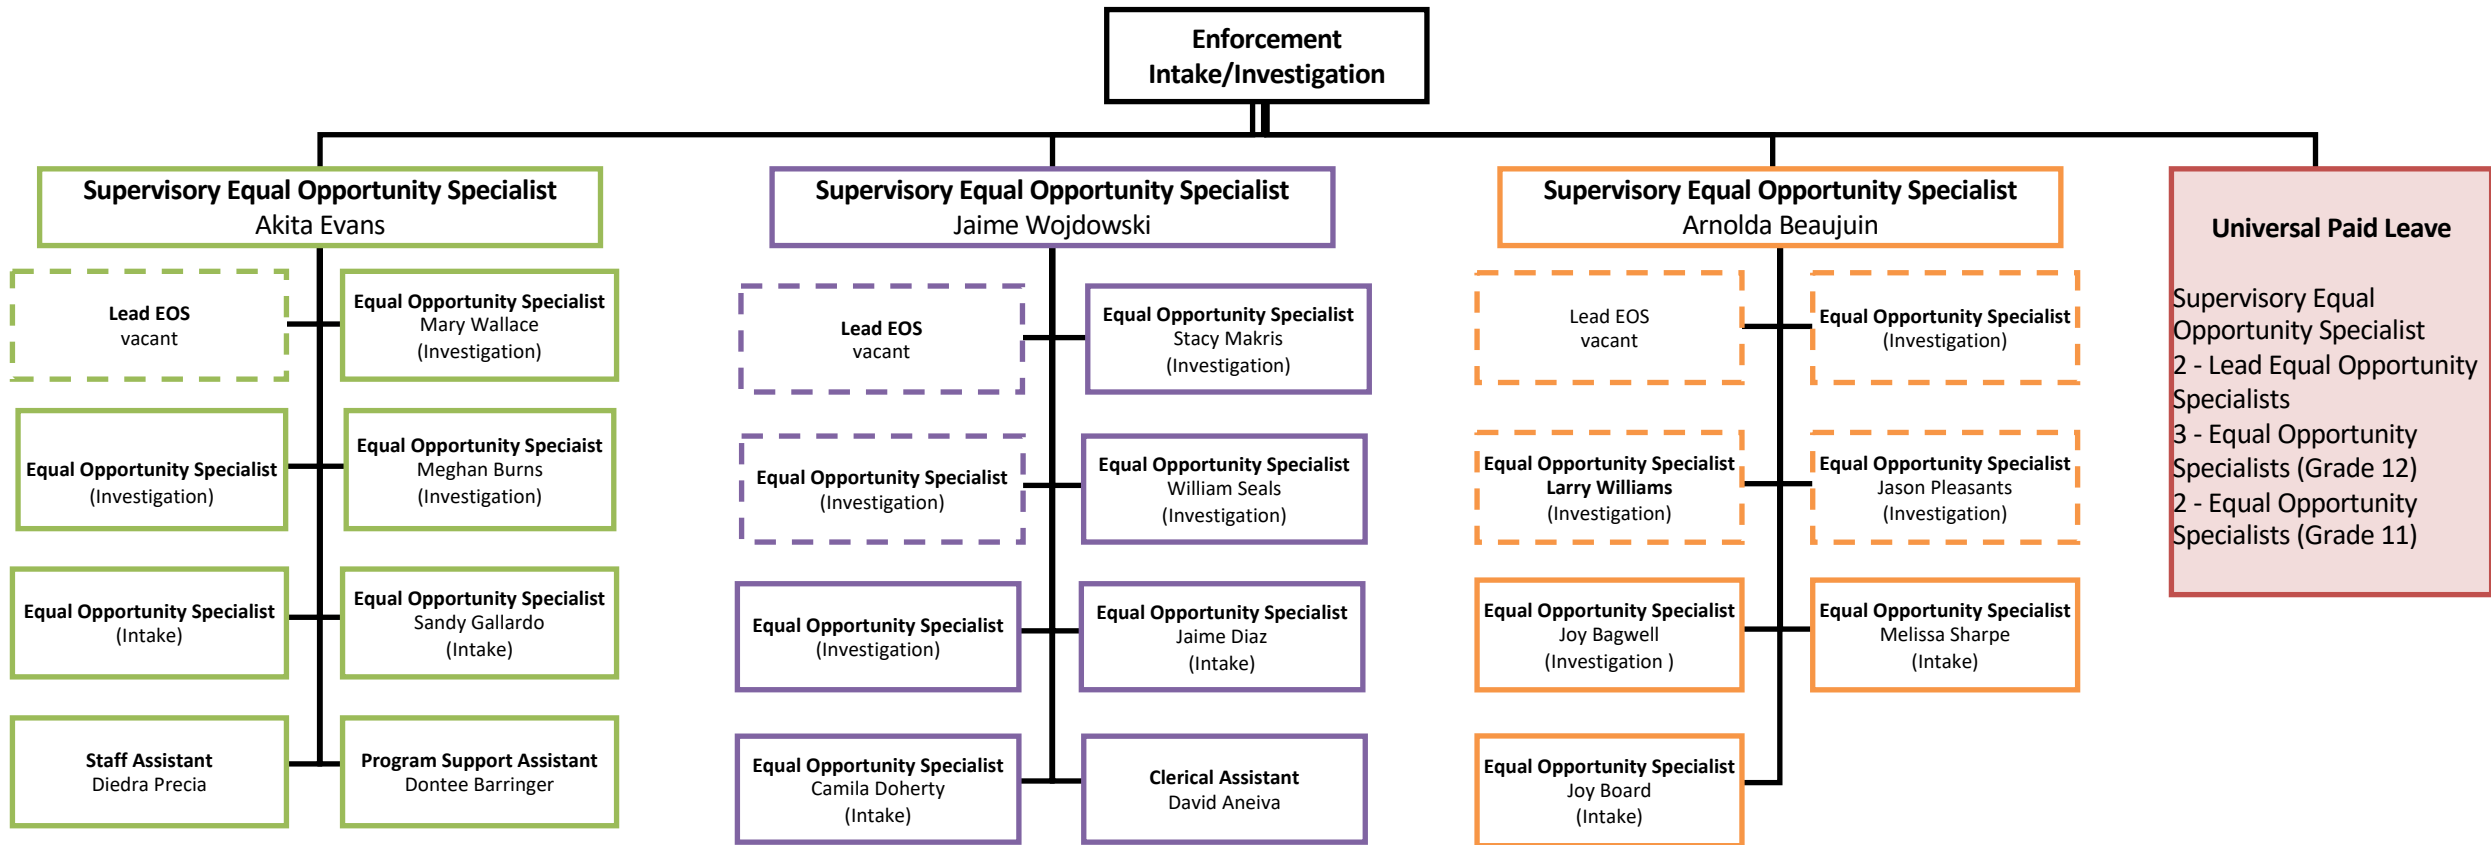 Enforcement
Intake/Investigation
Supervisory Equal Opportunity Specialist
Akita Evans
Lead EOS
vacant
Equal Opportunity Specialist
Mary Wallace
(Investigation)
Equal Opportunity Specialist
(Investigation)
Equal Opportunity Speciaist
Meghan Burns
(Investigation)
Equal Opportunity Specialist
(Intake)
Equal Opportunity Specialist
Sandy Gallardo
(Intake)
Staff Assistant
Diedra Precia
Program Support Assistant
Dontee Barringer
Supervisory Equal Opportunity Specialist
Jaime Wojdowski
Lead EOS
vacant
Equal Opportunity Specialist
Stacy Makris
(Investigation)
Equal Opportunity Specialist
(Investigation)
Equal Opportunity Specialist
William Seals
(Investigation)
Equal Opportunity Specialist
(Investigation)
Equal Opportunity Specialist
Jaime Diaz
(Intake)
Equal Opportunity Specialist
Camila Doherty
(Intake)
Clerical Assistant
David Aneiva
Supervisory Equal Opportunity Specialist
Arnolda Beaujuin
Lead EOS
vacant
Equal Opportunity Specialist
(Investigation)
Equal Opportunity Specialist
Larry Williams
(Investigation)
Equal Opportunity Specialist
Jason Pleasants
(Investigation)
Equal Opportunity Specialist
Joy Bagwell
(Investigation )
Equal Opportunity Specialist
Melissa Sharpe
(Intake)
Equal Opportunity Specialist
Joy Board
(Intake)
Universal Paid Leave
Supervisory Equal
Opportunity Specialist
2 - Lead Equal Opportunity
Specialists
3 - Equal Opportunity
Specialists (Grade 12)
2 - Equal Opportunity
Specialists (Grade 11)